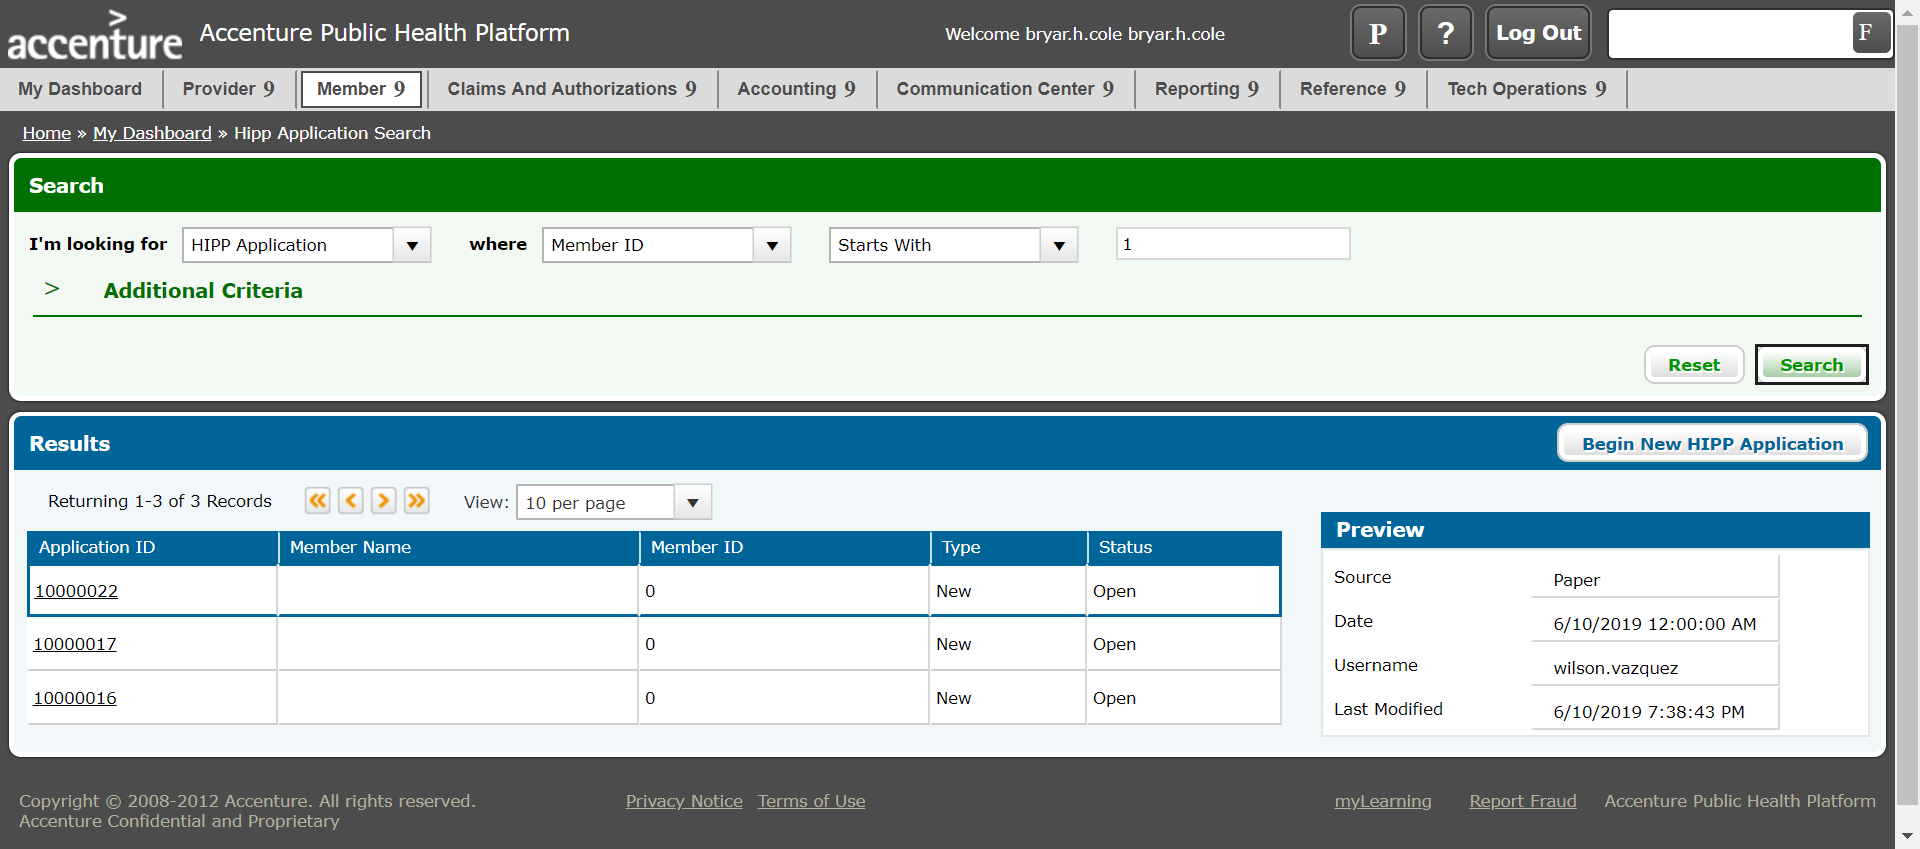 accenture
Accenture Public Health Platform
Welcome bryar.h.cole bryar.h.cole
P
?
Log Out
F
My Dashboard
Provider 9
Member 9
Claims And Authorizations 9
Accounting 9
Communication Center 9
Reporting 9
Reference 9
Tech Operations 9
Home » My Dashboard » Hipp Application Search
Search
I'm looking for HIPP Application where Member ID Starts With 1
> Additional Criteria
Reset
Search
Results
Begin New HIPP Application
Returning 1-3 of 3 Records
View: 10 per page
Application ID Member Name Member ID Type Status
10000022 0 New Open
10000017 0 New Open
10000016 0 New Open
Preview
Source Paper
Date 6/10/2019 12:00:00 AM
Username wilson.vazquez
Last Modified 6/10/2019 7:38:43 PM
Copyright © 2008-2012 Accenture. All rights reserved.
Accenture Confidential and Proprietary
Privacy Notice
Terms of Use
myLearning
Report Fraud
Accenture Public Health Platform